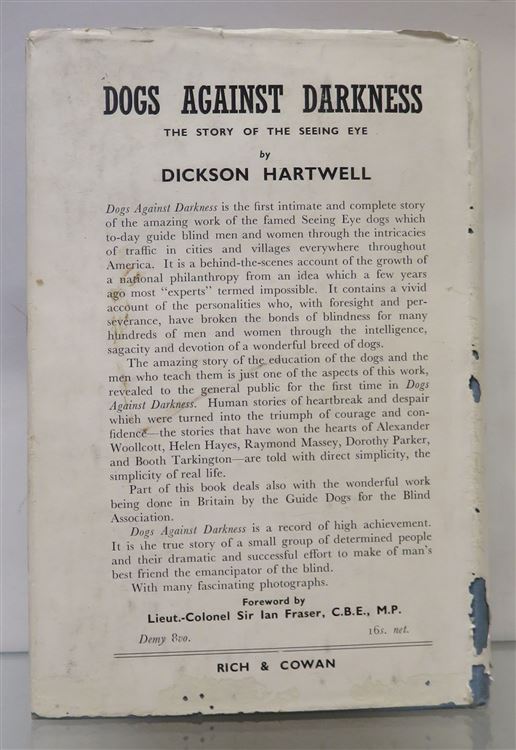 DOGS AGAINST DARKNESS
THE STORY OF THE SEEING EYE
by
DICKSON HARTWELL
Dogs Against Darkness is the first intimate and complete story
of the amazing work of the famed Seeing Eye dogs which
to-day guide blind men and women through the intricacies
of traffic in cities and villages everywhere throughout
America. It is a behind-the-scenes account of the growth of
a national philanthropy from an idea which a few years
ago most "experts" termed impossible. It contains a vivid
account of the personalities who, with foresight and per-
severance, have broken the bonds of blindness for many
hundreds of men and women through the intelligence,
sagacity and devotion of a wonderful breed of dogs.
The amazing story of the education of the dogs and the
men who teach them is just one of the aspects of this work,
revealed to the general public for the first time in Dogs
Against Darkness. Human stories of heartbreak and despair
which were turned into the triumph of courage and con-
fidence—the stories that have won the hearts of Alexander
Woollcott, Helen Hayes, Raymond Massey, Dorothy Parker,
and Booth Tarkington—are told with direct simplicity, the
simplicity of real life.
Part of this book deals also with the wonderful work
being done in Britain by the Guide Dogs for the Blind
Association.
Dogs Against Darkness is a record of high achievement.
It is the true story of a small group of determined people
and their dramatic and successful effort to make of man's
best friend the emancipator of the blind.
With many fascinating photographs.
Foreword by
Lieut.-Colonel Sir Ian Fraser, C.B.E., M.P.
Demy 8vo. 16s. net.
RICH & COWAN